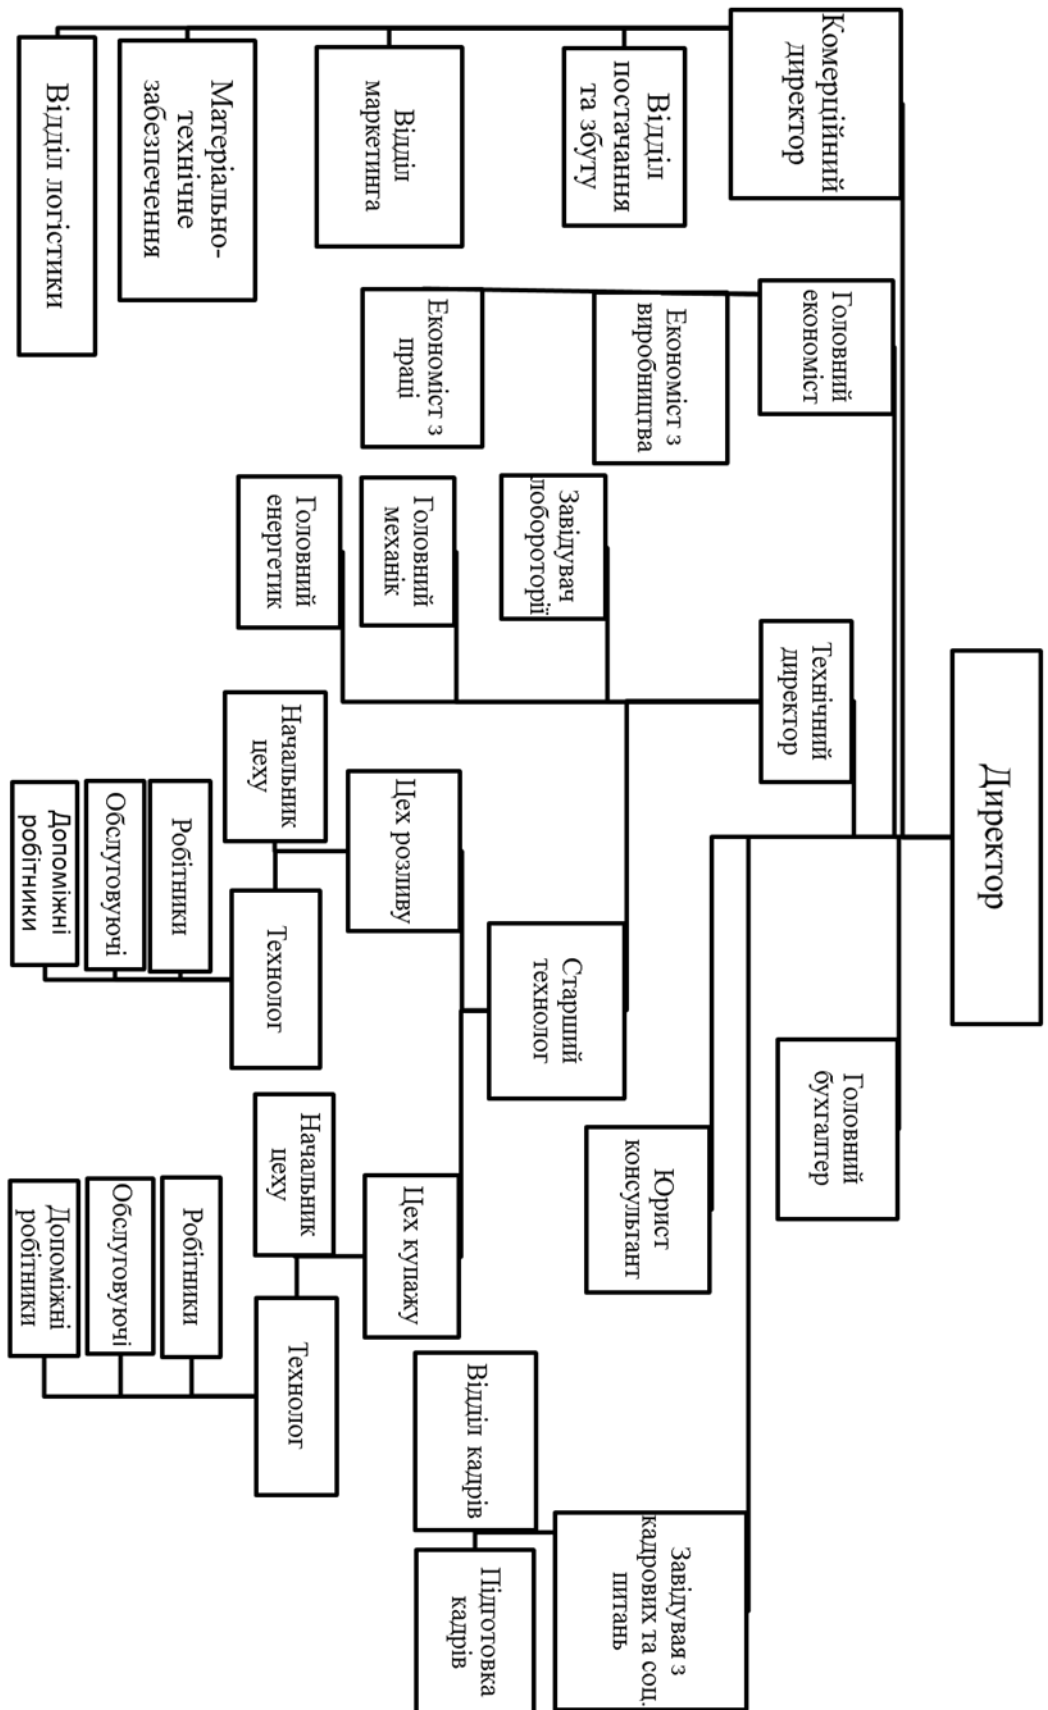 Директор
Комерційний
директор
Головний
економіст
Технічний
директор
Головний
бухгалтер
Юрист
консультант
Завідувая з
кадрових та соц.
питань
Відділ
постачання
та збуту
Відділ
маркетинга
Матеріально-
технічне
забезпечення
Відділ логістики
Економіст з
виробництва
Економіст з
праці
Завідувач
лобороторії
Головний
механік
Головний
енергетик
Старший
технолог
Цех розливу
Начальник
цеху
Технолог
Робітники
Обслуговуючі
Допоміжні
робітники
Цех купажу
Начальник
цеху
Технолог
Робітники
Обслуговуючі
Допоміжні
робітники
Відділ кадрів
Підготовка
кадрів